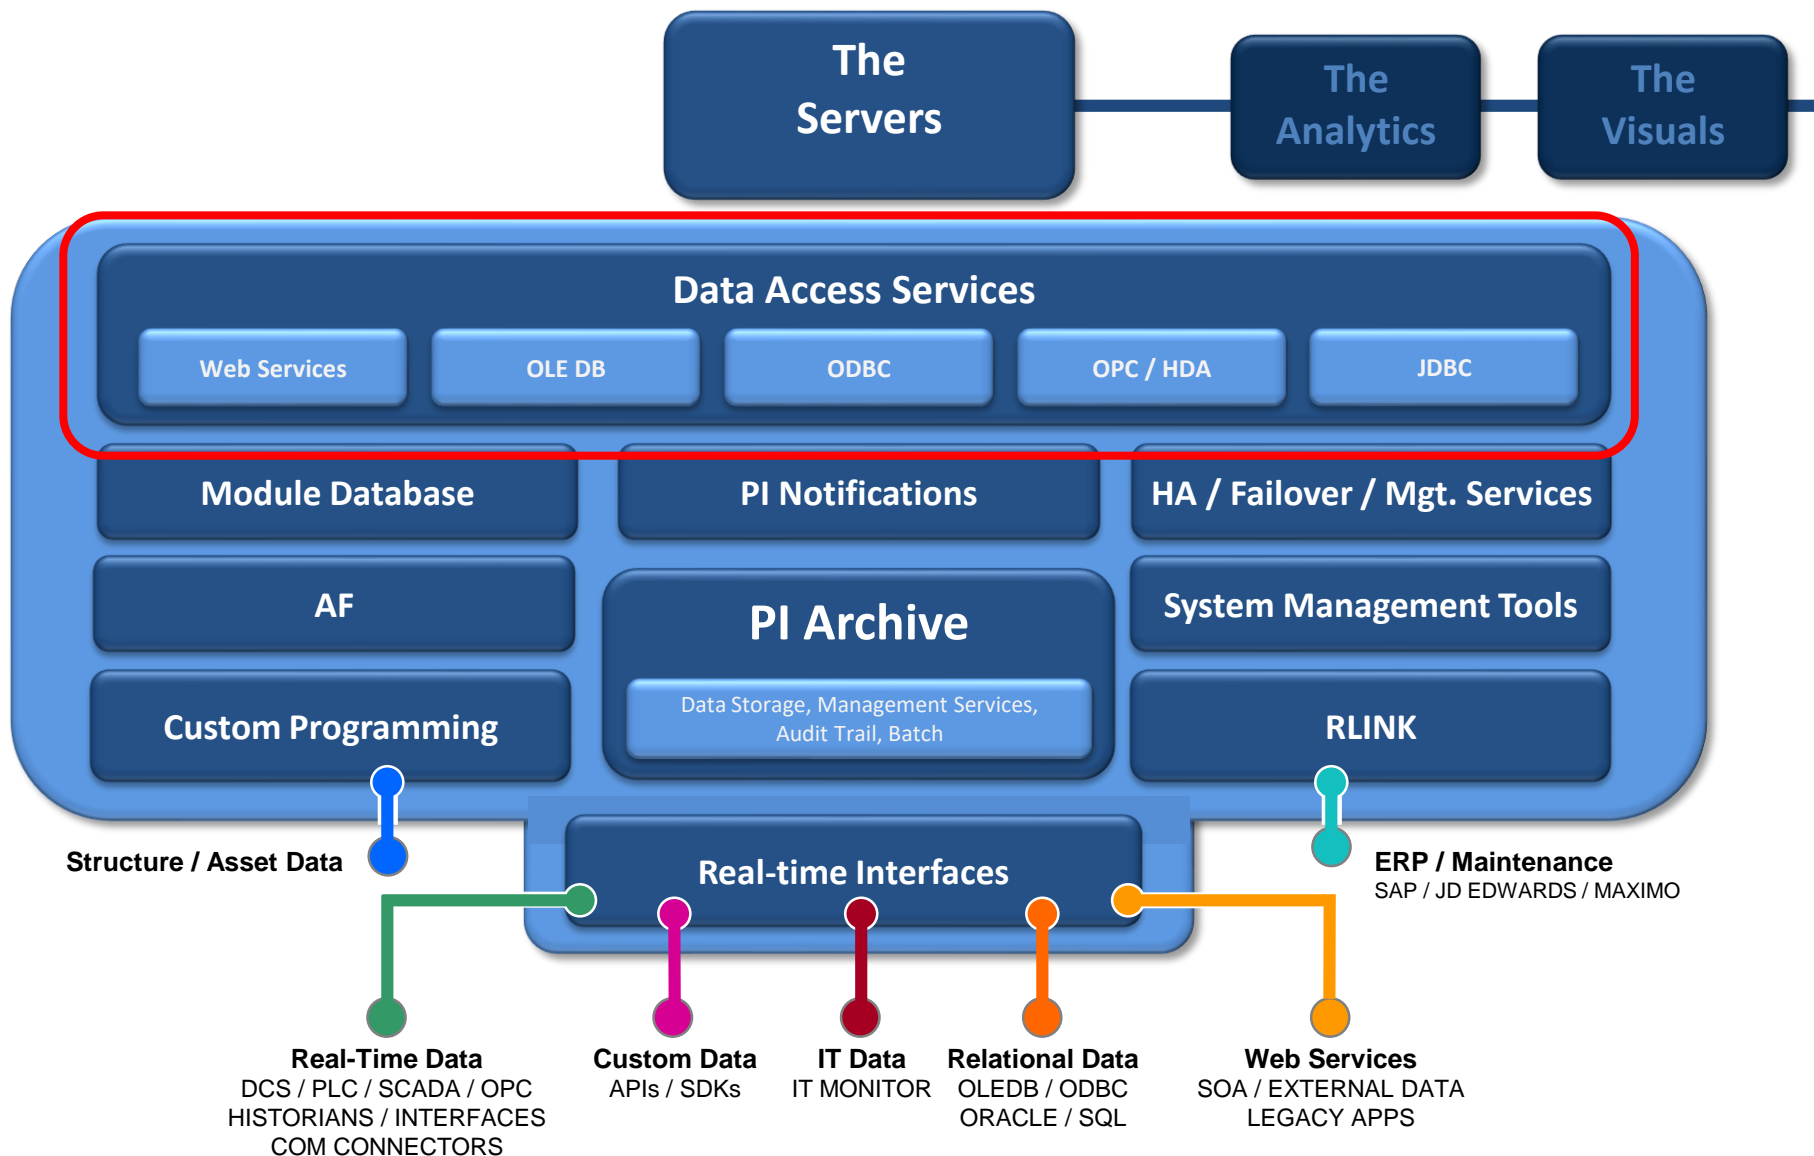 The
Servers
The
Analytics
The
Visuals
Data Access Services
Web Services
OLE DB
ODBC
OPC / HDA
JDBC
Module Database
PI Notifications
HA / Failover / Mgt. Services
AF
PI Archive
System Management Tools
Data Storage, Management Services,
Audit Trail, Batch
Custom Programming
RLINK
Structure / Asset Data
Real-time Interfaces
ERP / Maintenance
SAP / JD EDWARDS / MAXIMO
Real-Time Data
DCS / PLC / SCADA / OPC
HISTORIANS / INTERFACES
COM CONNECTORS
Custom Data
APIs / SDKs
IT Data
IT MONITOR
Relational Data
OLEDB / ODBC
ORACLE / SQL
Web Services
SOA / EXTERNAL DATA
LEGACY APPS